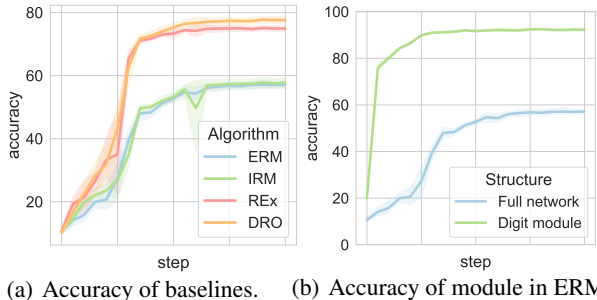 80
60
40
20
accuracy
Algorithm
ERM
IRM
REx
DRO
step
100
80
60
40
20
0
accuracy
Structure
Full network
Digit module
step
(a) Accuracy of baselines.
(b) Accuracy of module in ERM